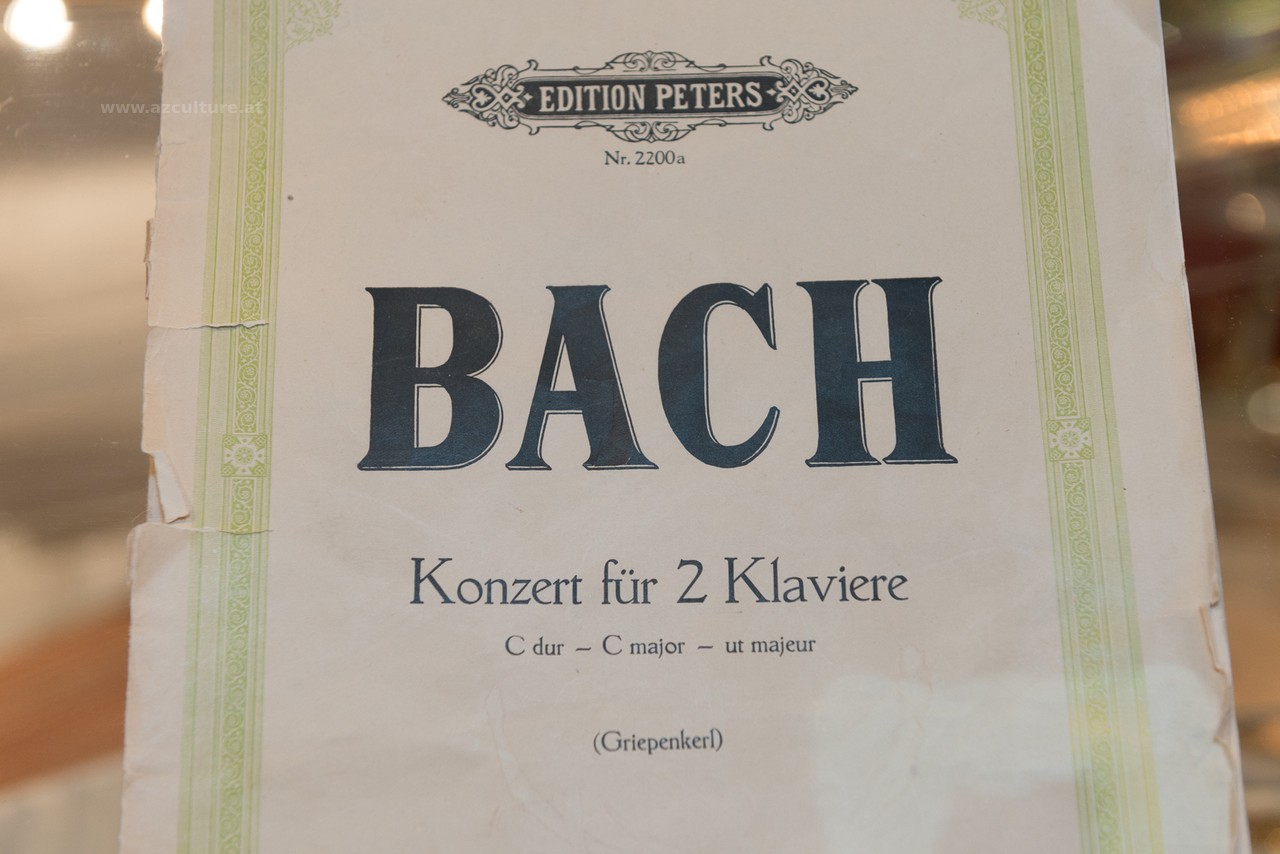 www.azculture.at
EDITION PETERS
Nr. 2200a
BACH
Konzert für 2 Klaviere
C dur – C major – ut majeur
(Griepenkerl)